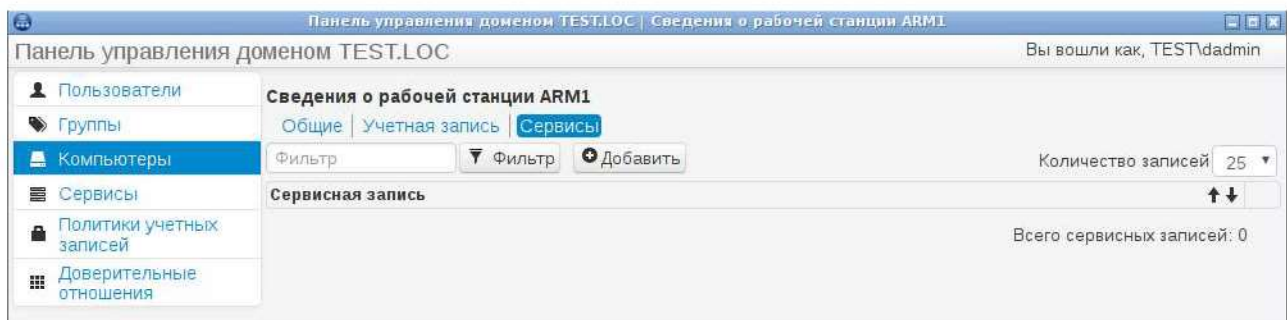 Панель управления доменом TEST.LOC | Сведения о рабочей станции ARM1
Панель управления доменом TEST.LOC
Вы вошли как, TEST\dadmin
Пользователи
Группы
Компьютеры
Сервисы
Политики учетных
записей
Доверительные
отношения
Сведения о рабочей станции ARM1
Общие | Учетная запись | Сервисы
Фильтр
Фильтр
Добавить
Количество записей 25
Сервисная запись
Всего сервисных записей: 0